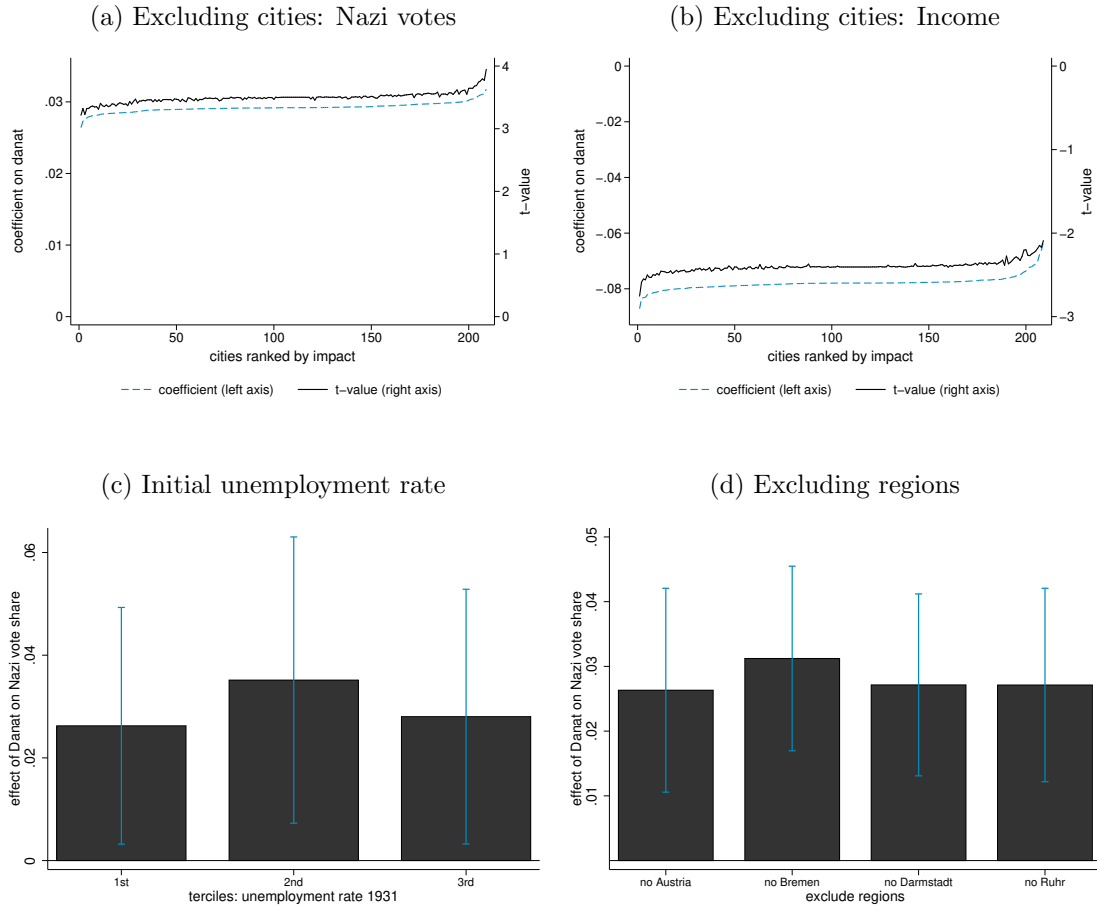 (a) Excluding cities: Nazi votes
coefficient on danat
0
.01
.02
.03
0
1
2
3
4
t−value
0
50
100
150
200
cities ranked by impact
coefficient (left axis)
t−value (right axis)
(b) Excluding cities: Income
coefficient on danat
0
−.02
−.04
−.06
−.08
0
−1
−2
−3
t−value
0
50
100
150
200
cities ranked by impact
coefficient (left axis)
t−value (right axis)
(c) Initial unemployment rate
effect of Danat on Nazi vote share
0
.02
.04
.06
1st
2nd
3rd
terciles: unemployment rate 1931
(d) Excluding regions
effect of Danat on Nazi vote share
.01
.02
.03
.04
.05
no Austria
no Bremen
no Darmstadt
no Ruhr
exclude regions